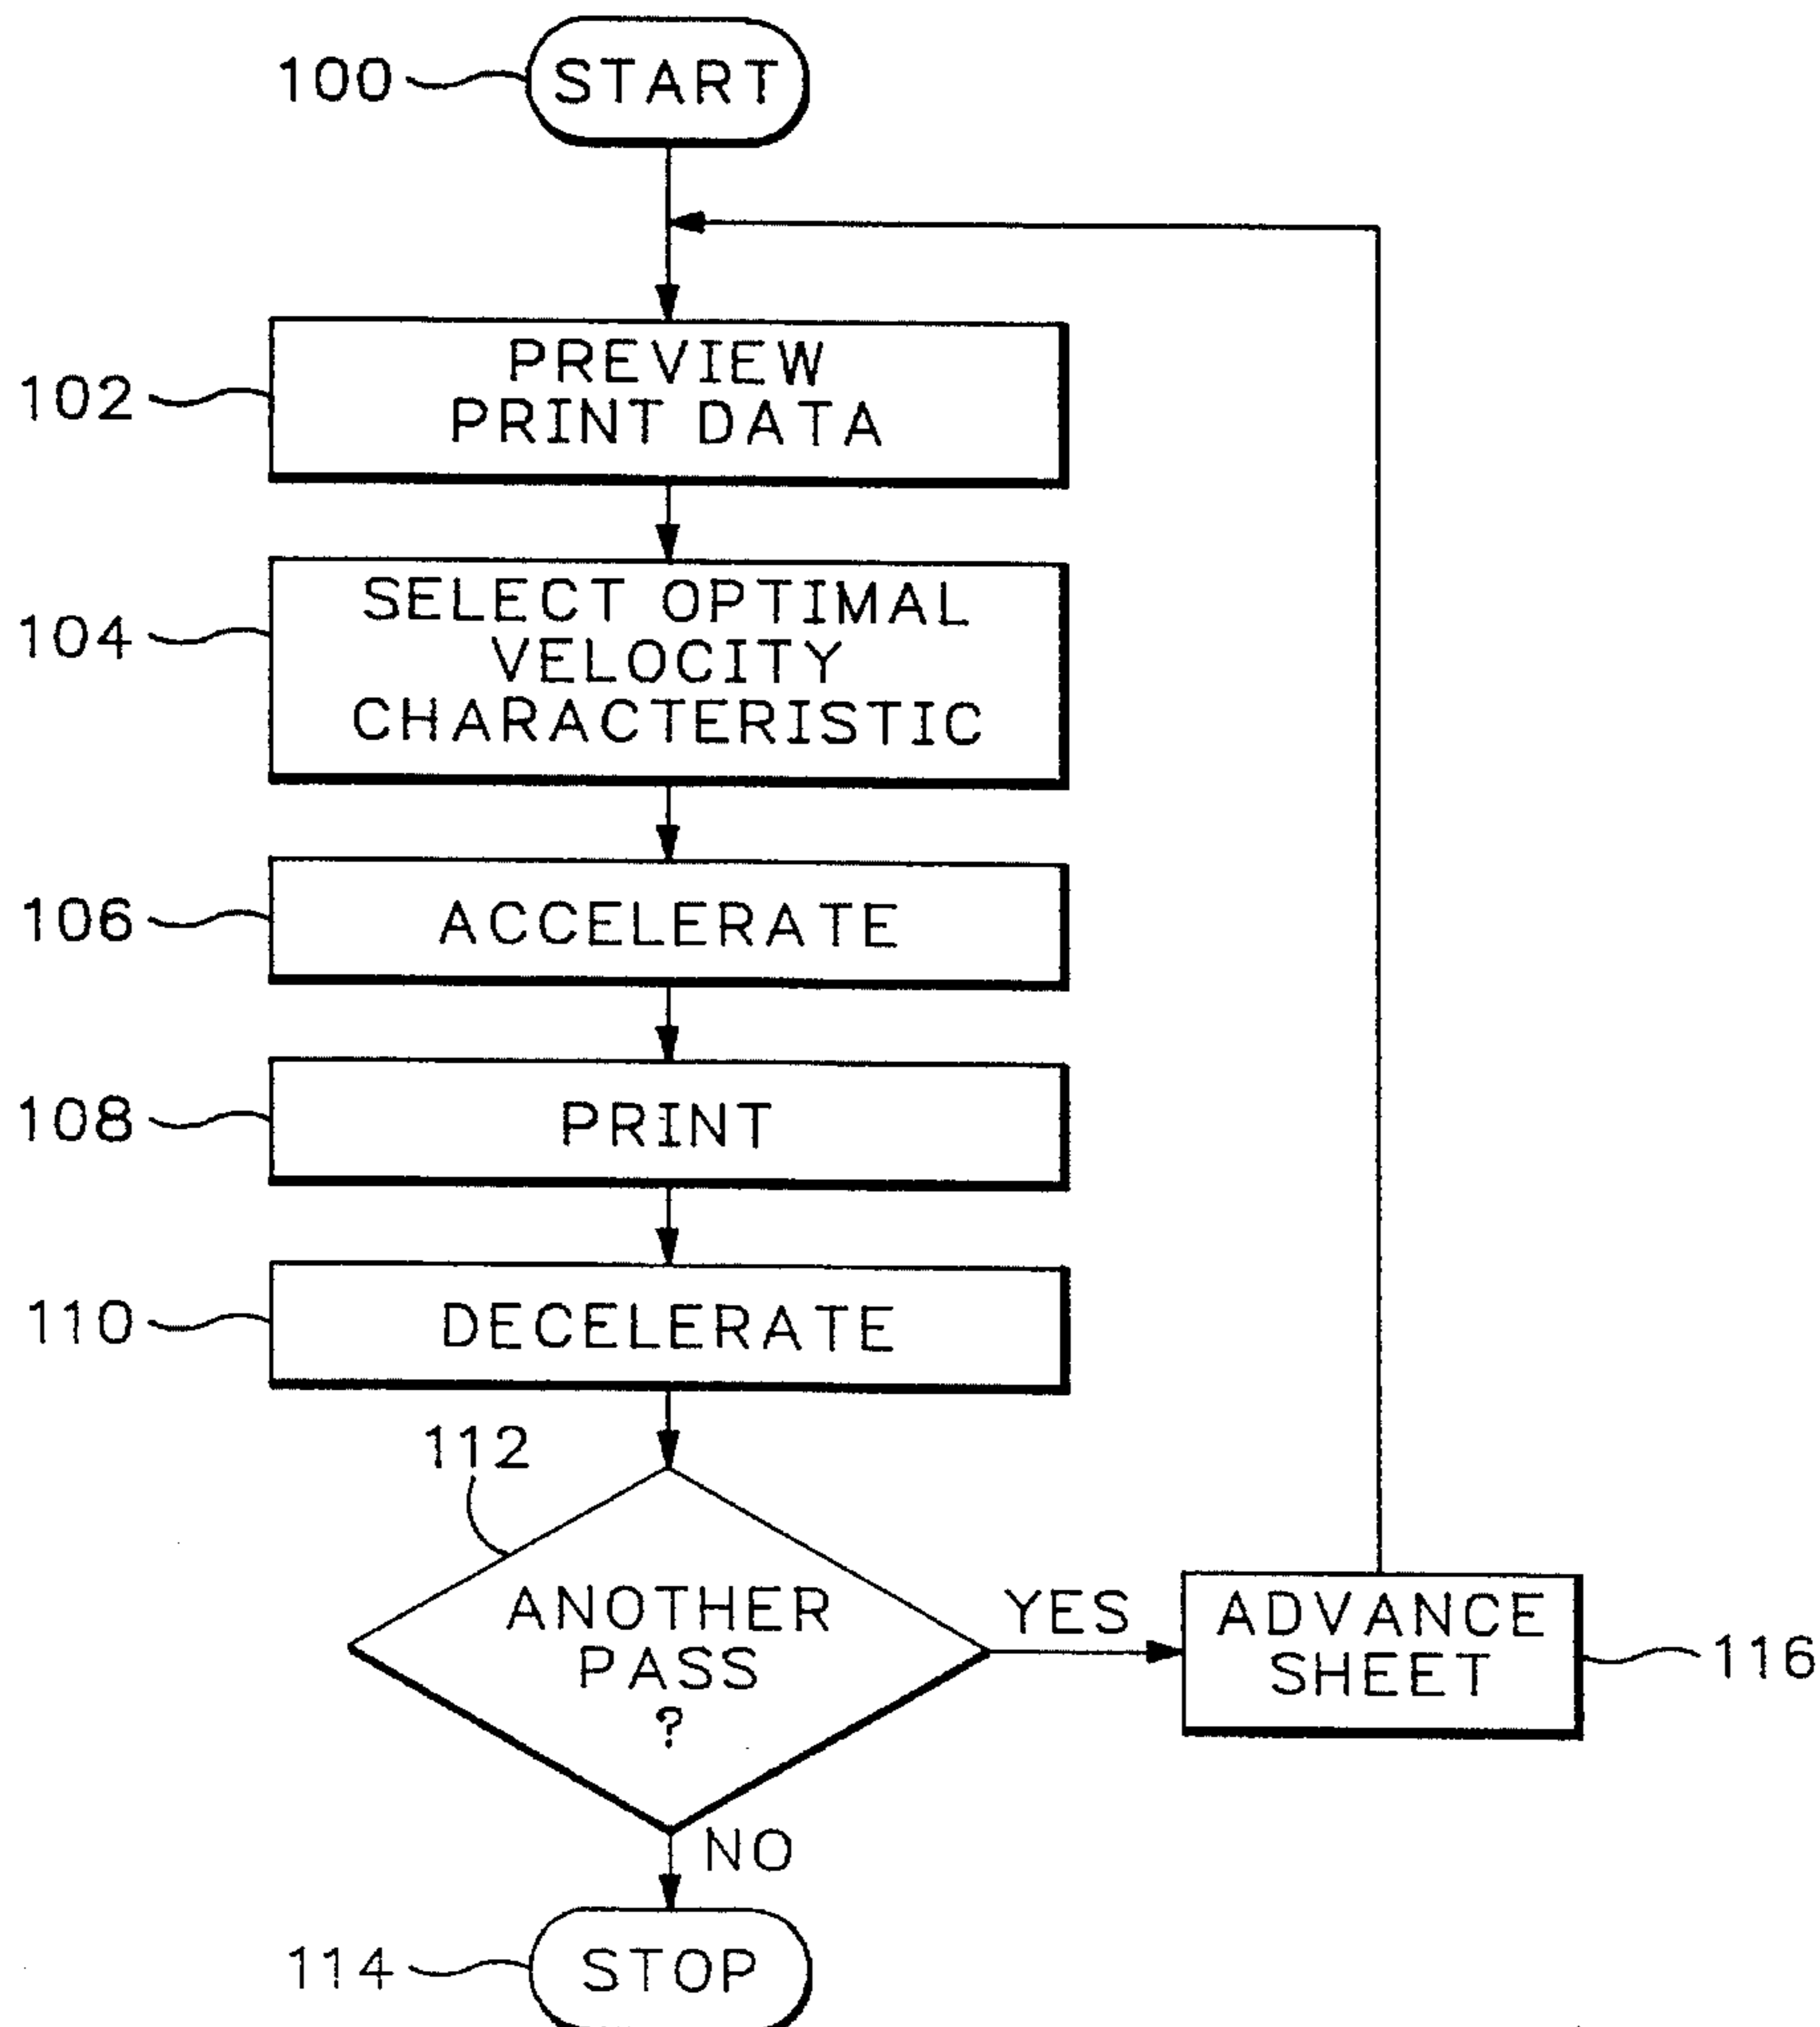 100 START
102 PREVIEW
PRINT DATA
104 SELECT OPTIMAL
VELOCITY
CHARACTERISTIC
106 ACCELERATE
108 PRINT
110 DECELERATE
112
ANOTHER
PASS
?
YES
ADVANCE
SHEET
116
NO
114 STOP